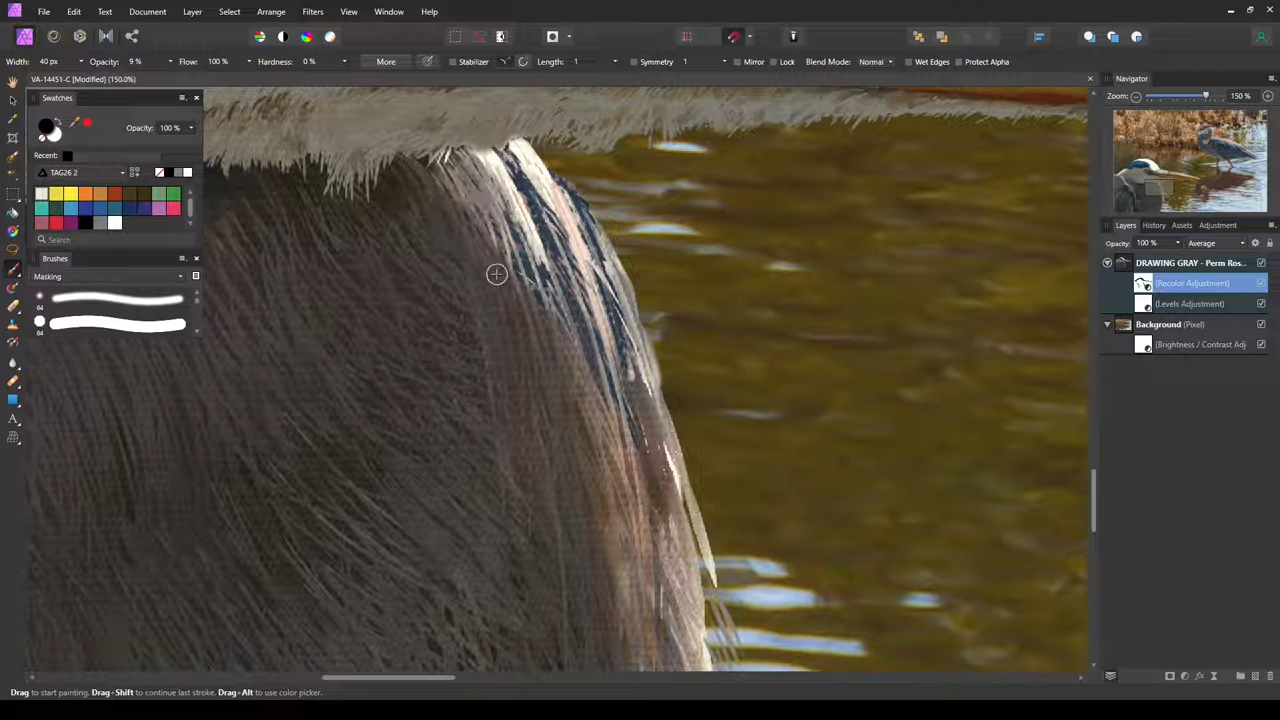 File Edit Text Document Layer Select Arrange Filters View Window Help
Width: 40 px Opacity: 9 % Flow: 100 % Hardness: 0 % More Stabilizer Length: 1 Symmetry 1 Mirror Lock Blend Mode: Normal Wet Edges Protect Alpha
VA-14451-C [Modified] (150.0%)
Swatches
Opacity: 100 %
Recent:
TAG26 2
Search
Brushes
Masking
64
64
Navigator
Zoom: 150 %
Layers History Assets Adjustment
Opacity: 100 % Average
DRAWING GRAY - Perm Ros...
(Recolor Adjustment)
(Levels Adjustment)
Background (Pixel)
(Brightness / Contrast Adj
Drag to start painting. Drag+Shift to continue last stroke. Drag+Alt to use color picker.